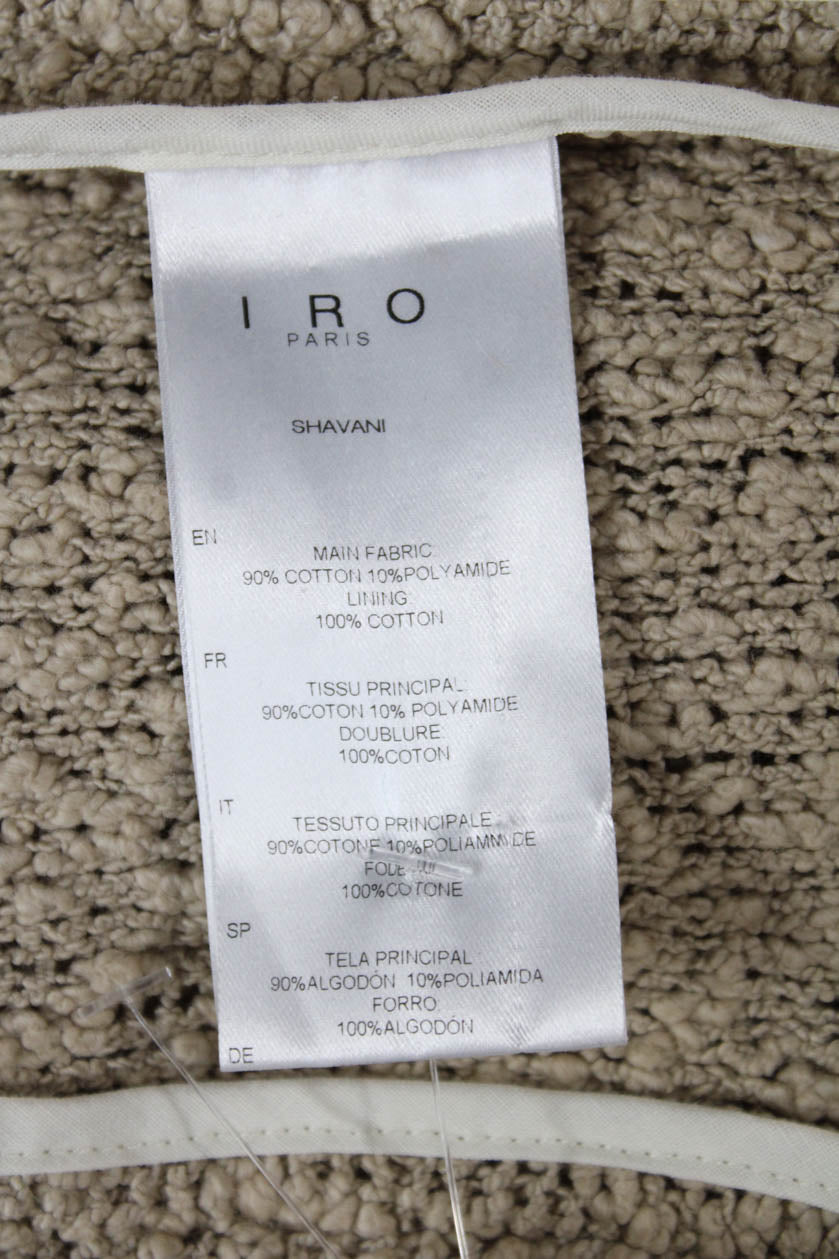 IRO
PARIS
SHAVANI
EN
MAIN FABRIC
90% COTTON 10%POLYAMIDE
LINING
100% COTTON
FR
TISSU PRINCIPAL
90%COTON 10% POLYAMIDE
DOUBLURE
100%COTON
IT
TESSUTO PRINCIPALE
90%COTONE 10%POLIAMMIDE
100%COTONE
SP
TELA PRINCIPAL
90%ALGODÓN 10%POLIAMIDA
FORRO
100%ALGODÓN
DE